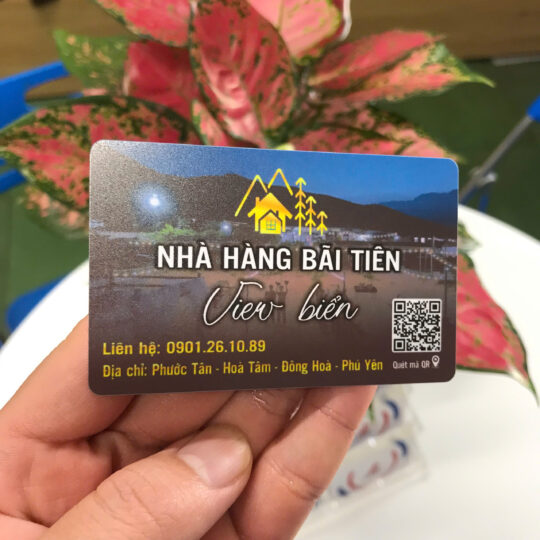 NHÀ HÀNG BÃI TIÊN
View biển
Liên hệ: 0901.26.10.89
Địa chỉ: Phước Tân - Hoà Tâm - Đông Hoà - Phú Yên
Quét mã QR